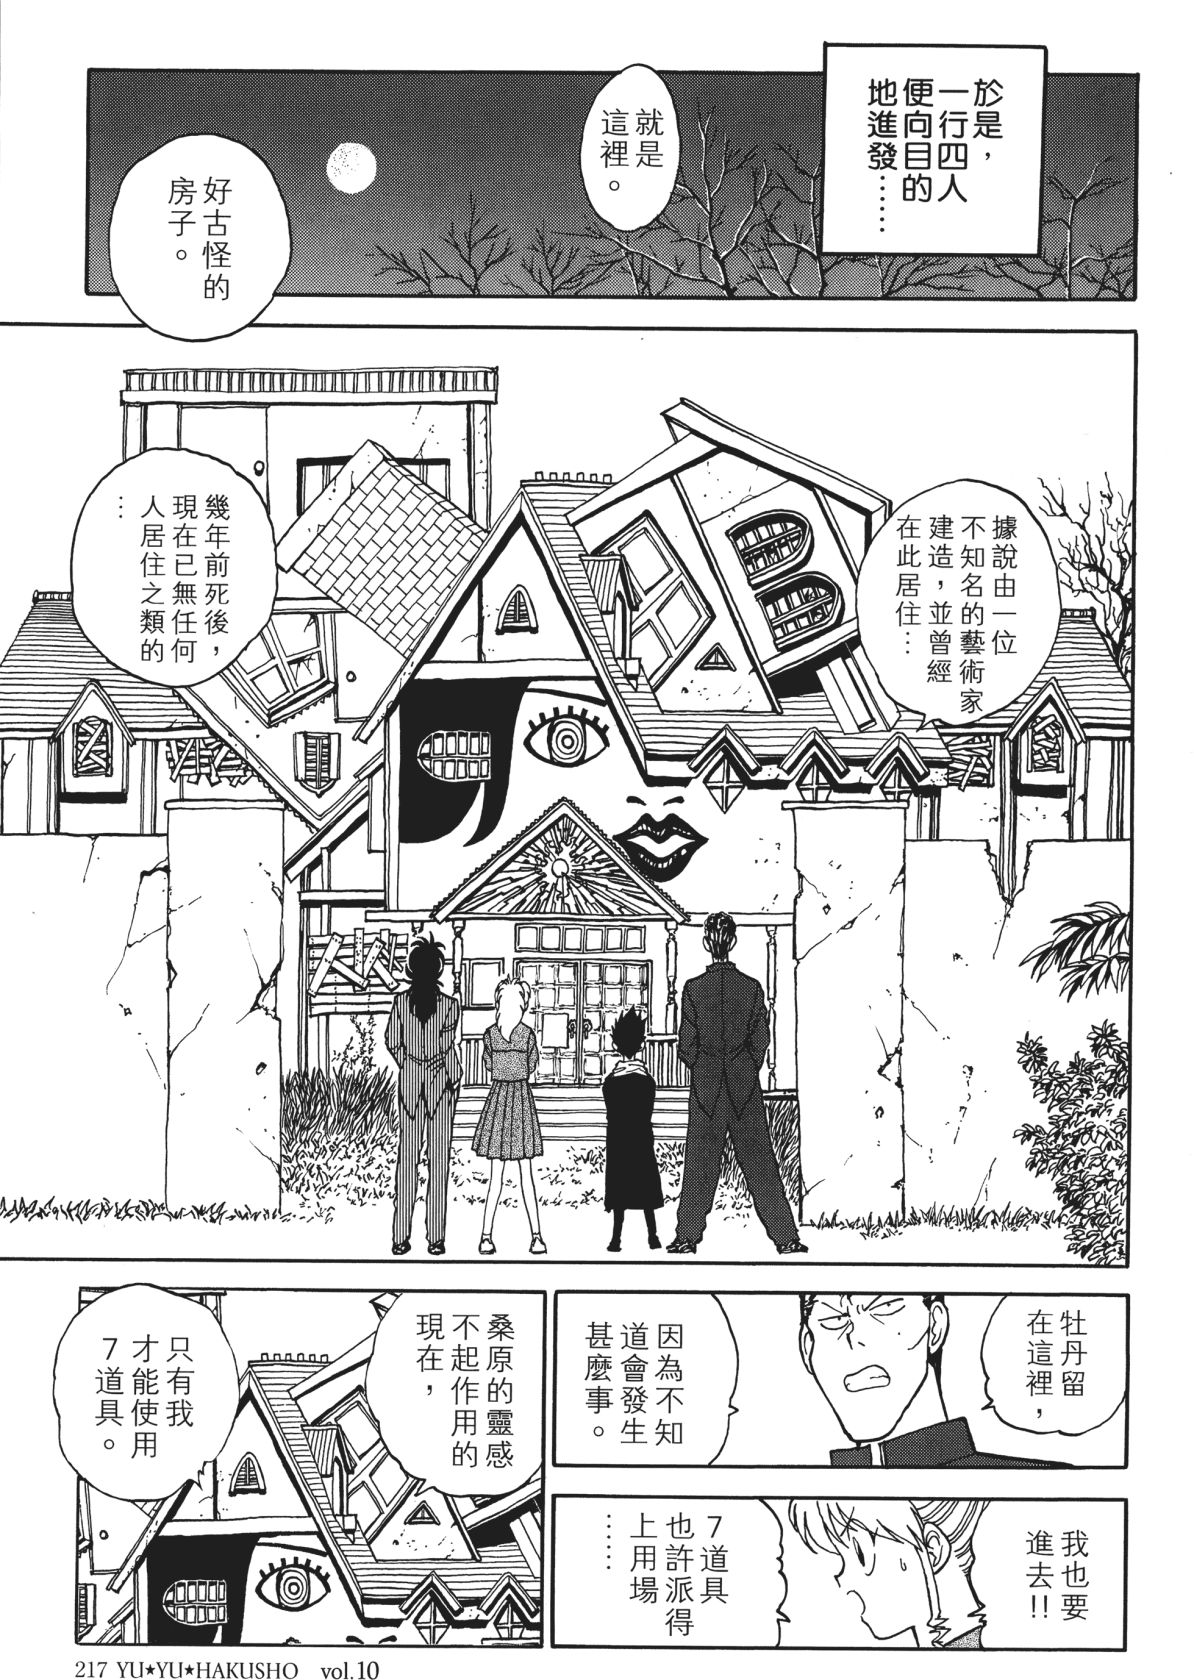 於是，
一行四人
便向目的
地進發……
就是
這裡。
好古怪的
房子。
據說由一位
不知名的藝術家
建造，並曾經
在此居住…
幾年前死後，
現在已無任何
人居住之類的
…
牡丹留
在這裡，
因為不知
道會發生
甚麼事。
我也要
進去!!
7道具
也許派得
上用場
……
桑原的靈感
不起作用的
現在，
只有我
才能使用
7道具。
217 YU★YU★HAKUSHO vol.10